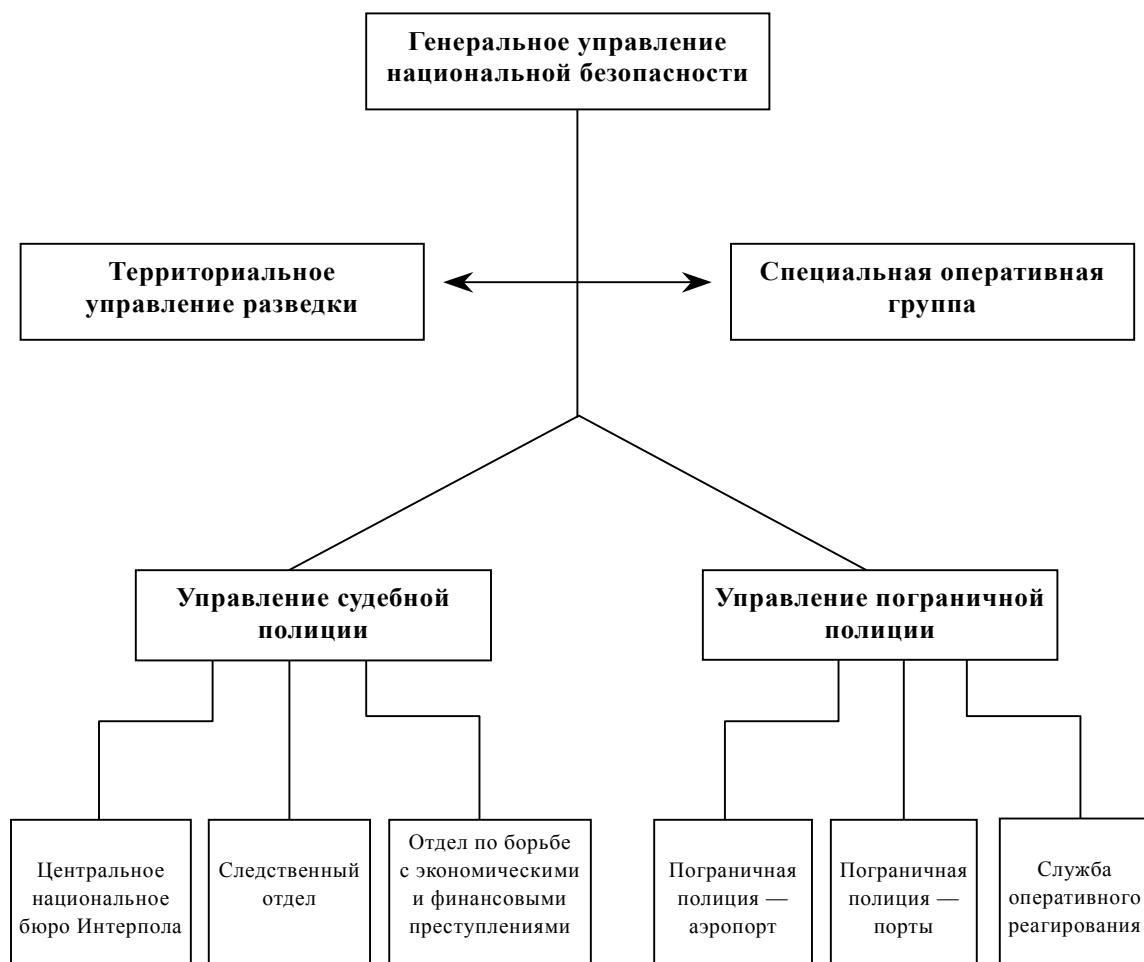 Генеральное управление
национальной безопасности
Территориальное
управление разведки
Специальная оперативная
группа
Управление судебной
полиции
Управление пограничной
полиции
Центральное
национальное
бюро Интерпола
Следственный
отдел
Отдел по борьбе
с экономическими
и финансовыми
преступлениями
Пограничная
полиция —
аэропорт
Пограничная
полиция —
порты
Служба
оперативного
реагирования